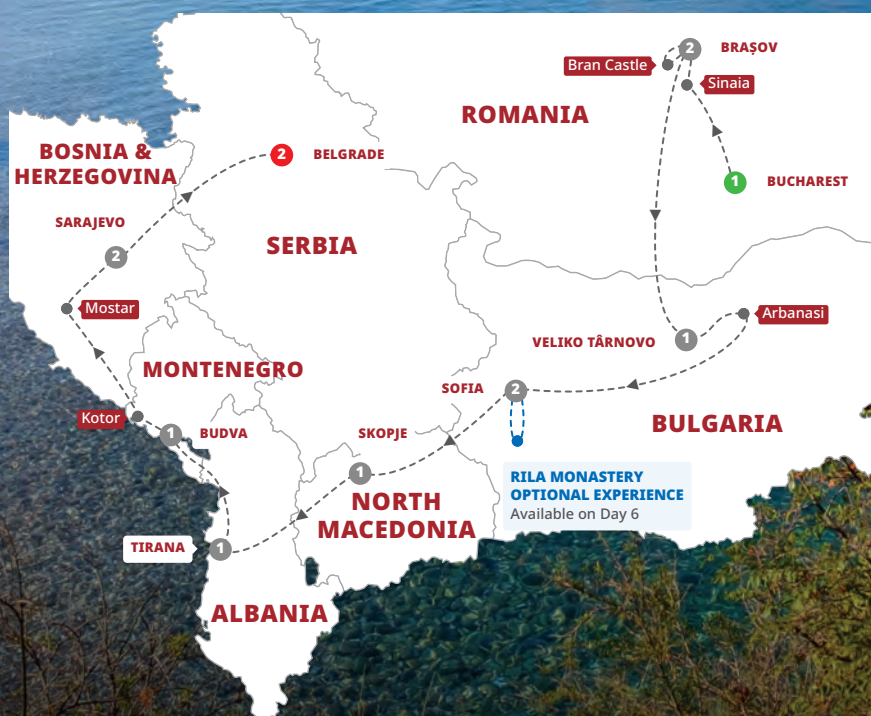 2
BRAȘOV
Bran Castle
Sinaia
ROMANIA
1
BUCHAREST
BOSNIA &
HERZEGOVINA
2
BELGRADE
SARAJEVO
2
SERBIA
Mostar
Arbanasi
VELIKO TÂRNOVO
1
MONTENEGRO
SOFIA
2
Kotor
1
BUDVA
SKOPJE
BULGARIA
1
RILA MONASTERY
OPTIONAL EXPERIENCE
Available on Day 6
NORTH
MACEDONIA
TIRANA
1
ALBANIA